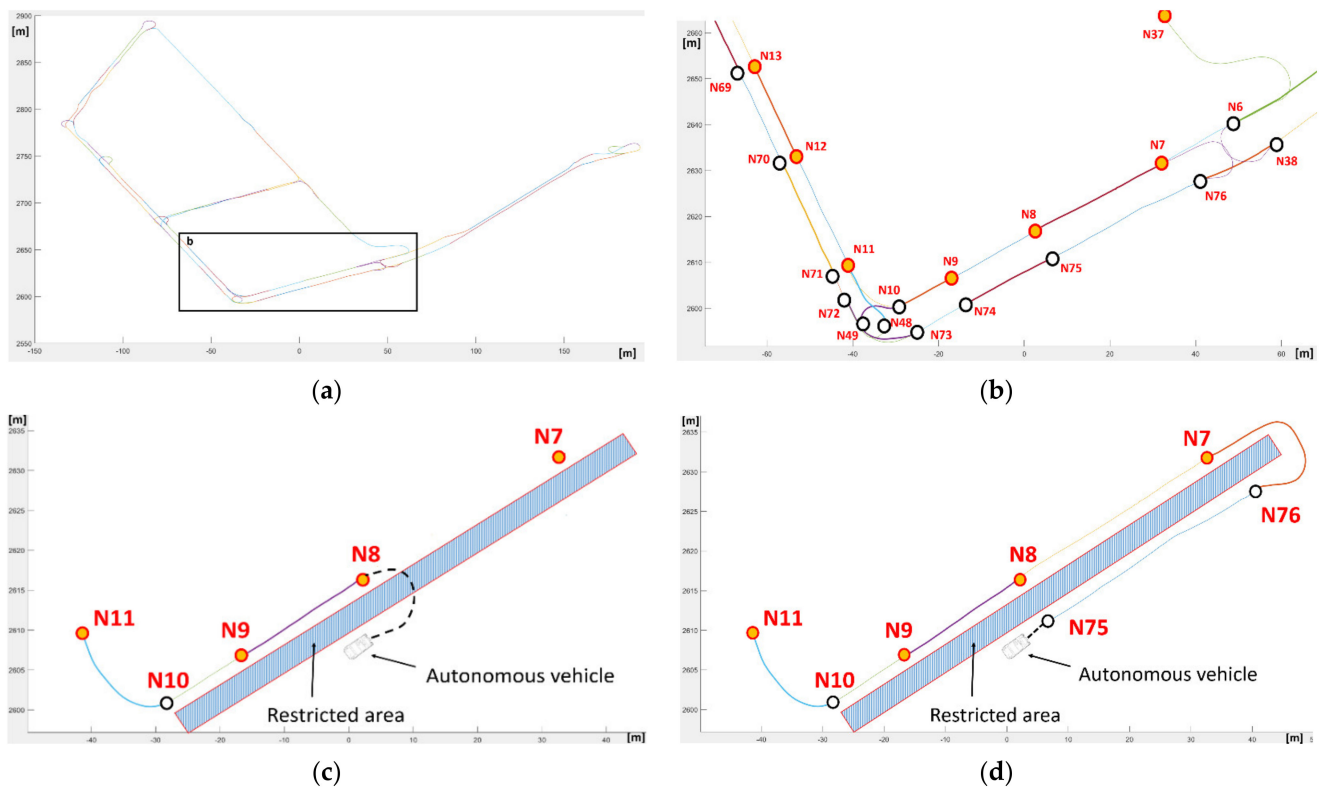 2900
[m]
2850
2800
2750
2700
2650
2600
2550
b
-150
-100
-50
0
50
100
150
[m]
(a)
2660
[m]
2650
2640
2630
2620
2610
2600
N37
N13
N69
N6
N12
N70
N7
N38
N76
N8
N11
N71
N9
N75
N10
N72
N74
N49
N48
N73
-60
-40
-20
0
20
40
60
[m]
(b)
[m]
2635
2630
2625
2620
2615
2610
2605
2600
N7
N8
N11
N9
N10
Autonomous vehicle
Restricted area
-40
-30
-20
-10
0
10
20
30
40
[m]
(c)
[m]
2635
2630
2625
2620
2615
2610
2605
2600
N7
N76
N8
N11
N9
N75
N10
Autonomous vehicle
Restricted area
-40
-30
-20
-10
0
10
20
30
40
[m]
(d)